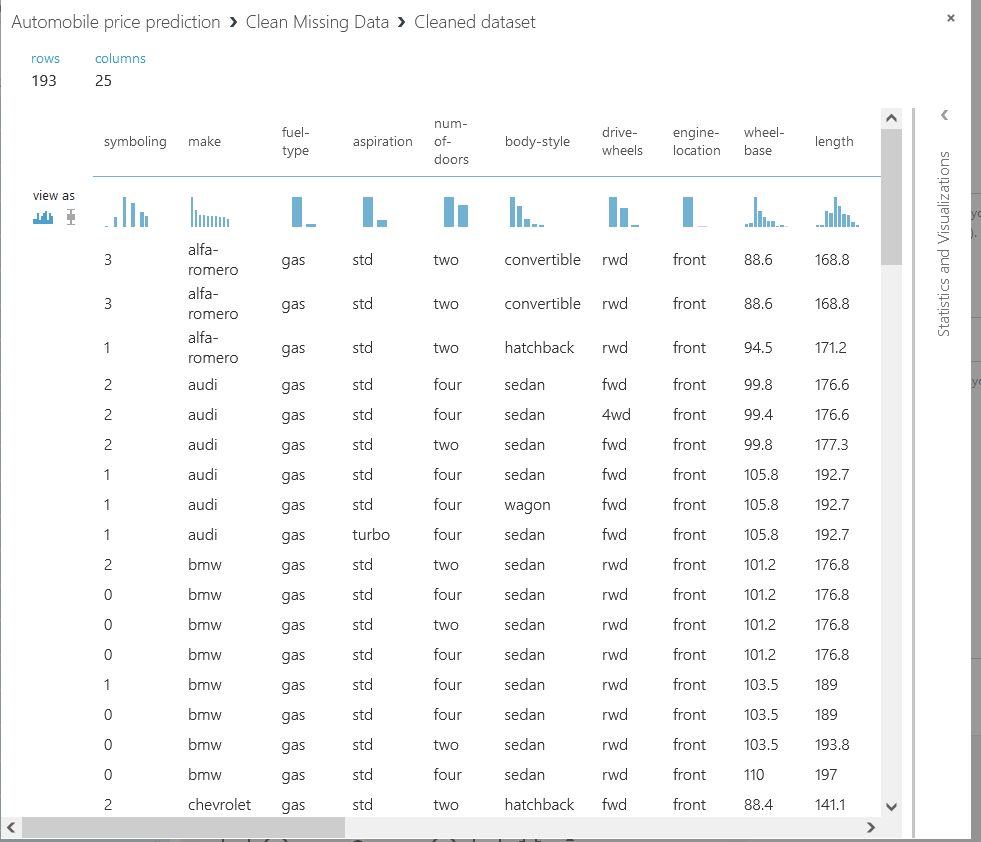 Automobile price prediction › Clean Missing Data › Cleaned dataset
rows columns
193 25
symboling make fuel-type aspiration num-of-doors body-style drive-wheels engine-location wheel-base length
view as
3 alfa-romero gas std two convertible rwd front 88.6 168.8
3 alfa-romero gas std two convertible rwd front 88.6 168.8
1 alfa-romero gas std two hatchback rwd front 94.5 171.2
2 audi gas std four sedan fwd front 99.8 176.6
2 audi gas std four sedan 4wd front 99.4 176.6
2 audi gas std two sedan fwd front 99.8 177.3
1 audi gas std four sedan fwd front 105.8 192.7
1 audi gas std four wagon fwd front 105.8 192.7
1 audi gas turbo four sedan fwd front 105.8 192.7
2 bmw gas std two sedan rwd front 101.2 176.8
0 bmw gas std four sedan rwd front 101.2 176.8
0 bmw gas std two sedan rwd front 101.2 176.8
0 bmw gas std four sedan rwd front 101.2 176.8
1 bmw gas std four sedan rwd front 103.5 189
0 bmw gas std four sedan rwd front 103.5 189
0 bmw gas std two sedan rwd front 103.5 193.8
0 bmw gas std four sedan rwd front 110 197
2 chevrolet gas std two hatchback fwd front 88.4 141.1
Statistics and Visualizations